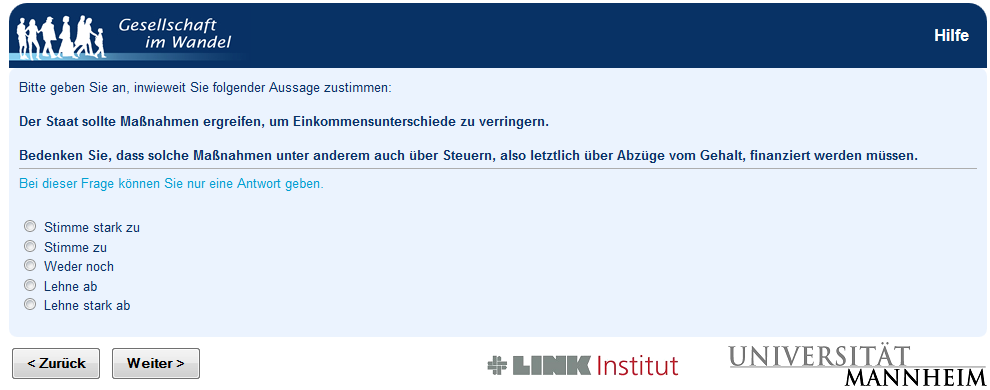 Gesellschaft
im Wandel
Hilfe
Bitte geben Sie an, inwieweit Sie folgender Aussage zustimmen:
Der Staat sollte Maßnahmen ergreifen, um Einkommensunterschiede zu verringern.
Bedenken Sie, dass solche Maßnahmen unter anderem auch über Steuern, also letztlich über Abzüge vom Gehalt, finanziert werden müssen.
Bei dieser Frage können Sie nur eine Antwort geben.
Stimme stark zu
Stimme zu
Weder noch
Lehne ab
Lehne stark ab
< Zurück Weiter >
LINK Institut
UNIVERSITÄT
MANNHEIM